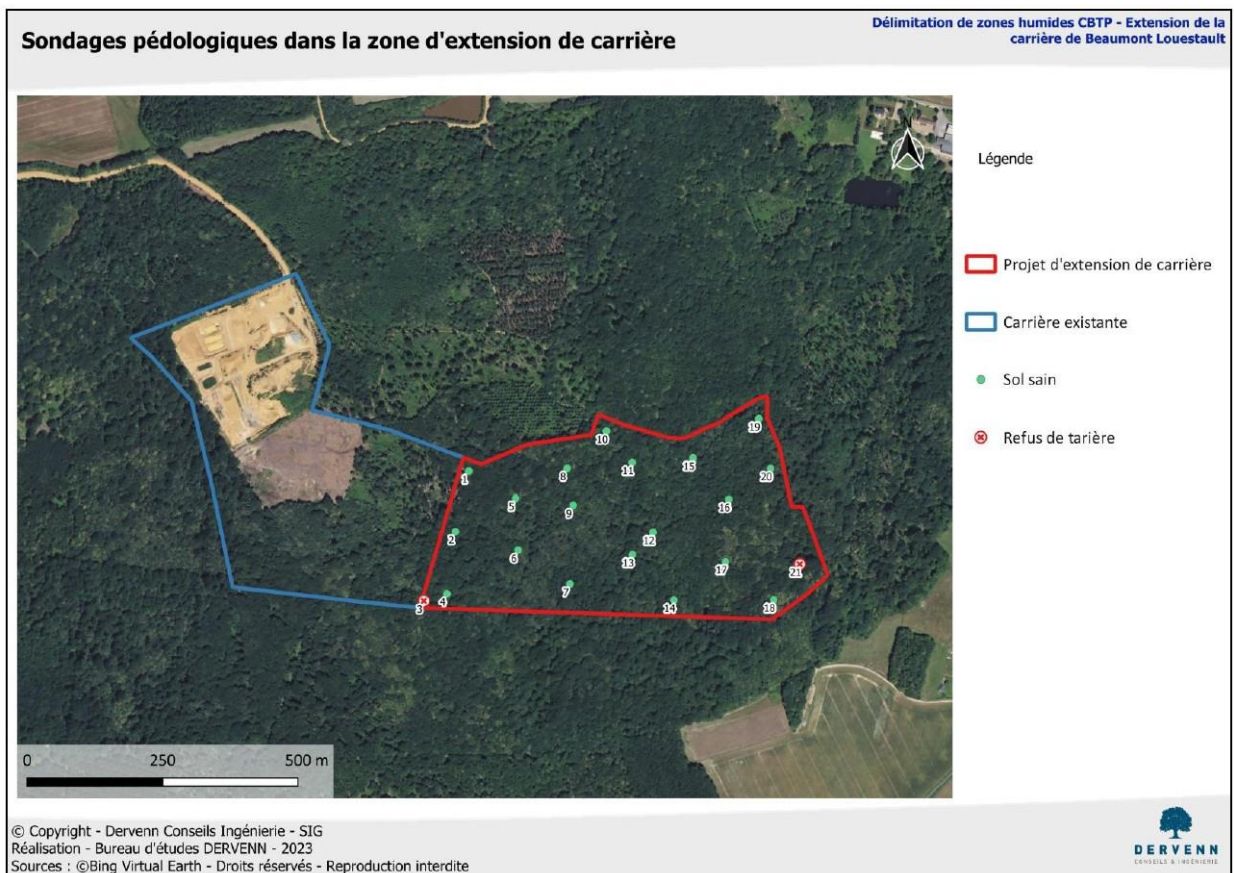 Sondages pédologiques dans la zone d'extension de carrière
Délimitation de zones humides CBTP - Extension de la
carrière de Beaumont Louestault
N
Légende
Projet d'extension de carrière
Carrière existante
Sol sain
Refus de tarière
19
10
15
11
8
1
20
5
9
16
2
12
6
13
17
21
7
4
3
14
18
0
250
500 m
© Copyright - Dervenn Conseils Ingénierie - SIG
Réalisation - Bureau d'études DERVENN - 2023
Sources : ©Bing Virtual Earth - Droits réservés - Reproduction interdite
DERVENN
CONSEILS & INGÉNIERIE